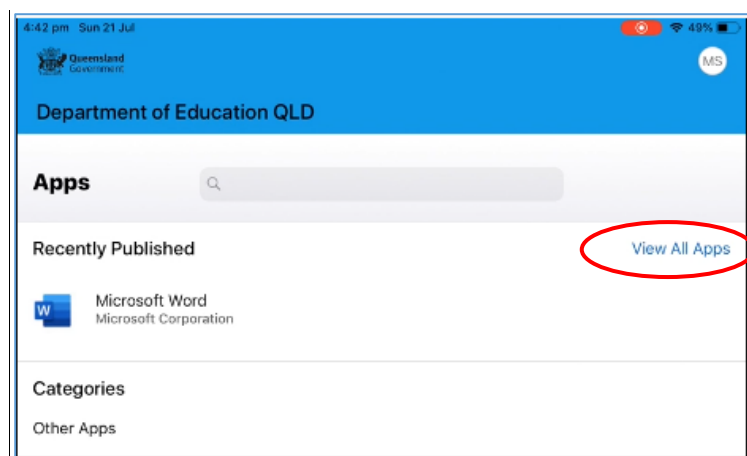 4:42 pm Sun 21 Jul 49%
Queensland
Government
MS
Department of Education QLD
Apps
Recently Published View All Apps
W Microsoft Word
Microsoft Corporation
Categories
Other Apps